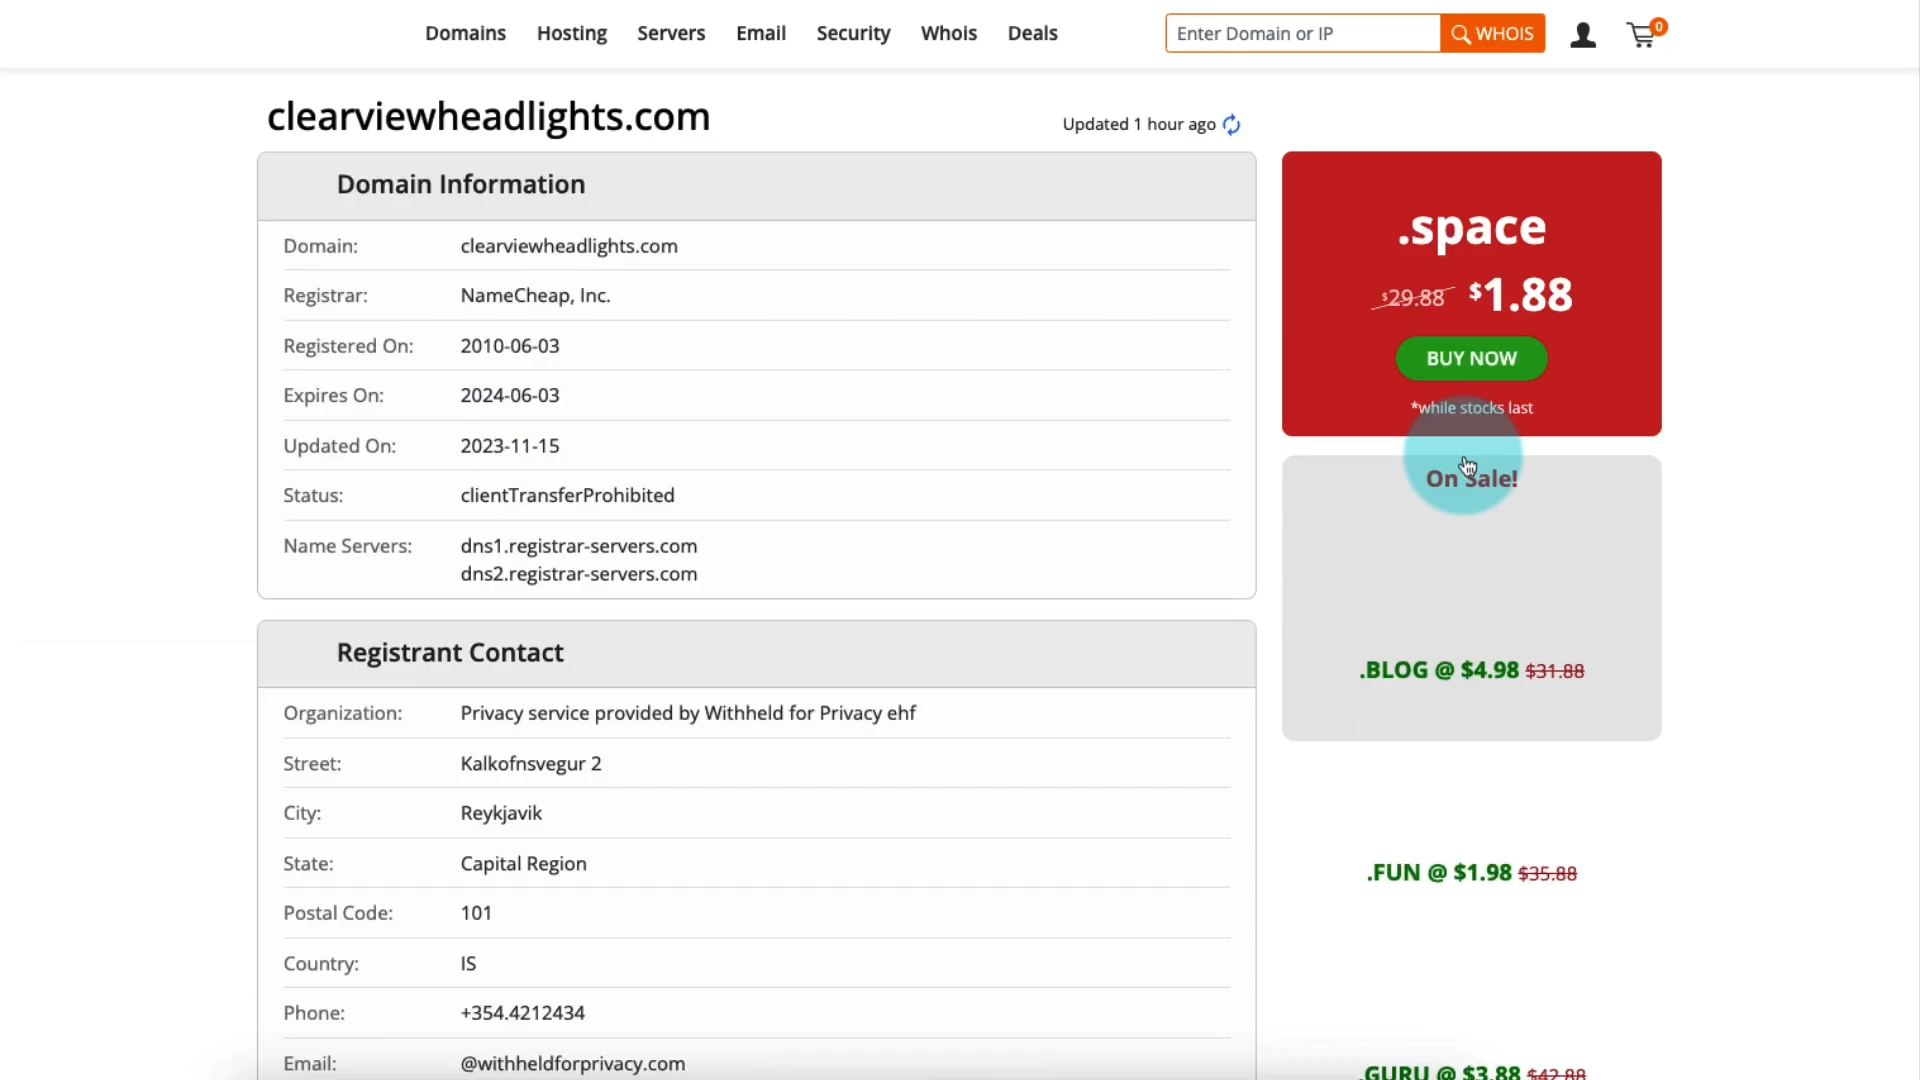 Domains Hosting Servers Email Security Whois Deals Enter Domain or IP WHOIS 0
clearviewheadlights.com
Updated 1 hour ago
Domain Information
Domain: clearviewheadlights.com
Registrar: NameCheap, Inc.
Registered On: 2010-06-03
Expires On: 2024-06-03
Updated On: 2023-11-15
Status: clientTransferProhibited
Name Servers: dns1.registrar-servers.com
dns2.registrar-servers.com
Registrant Contact
Organization: Privacy service provided by Withheld for Privacy ehf
Street: Kalkofnsvegur 2
City: Reykjavik
State: Capital Region
Postal Code: 101
Country: IS
Phone: +354.4212434
Email: @withheldforprivacy.com
.space
$29.88 $1.88
BUY NOW
*while stocks last
On Sale!
.BLOG @ $4.98 $31.88
.FUN @ $1.98 $35.88
.GURU @ $3.88 $42.88